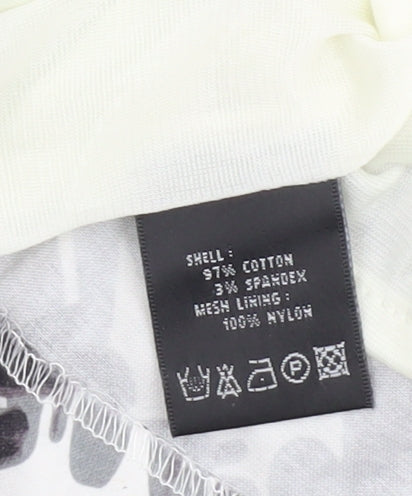 SHELL :
97% COTTON
3% SPANDEX
MESH LINING :
100% NYLON
P